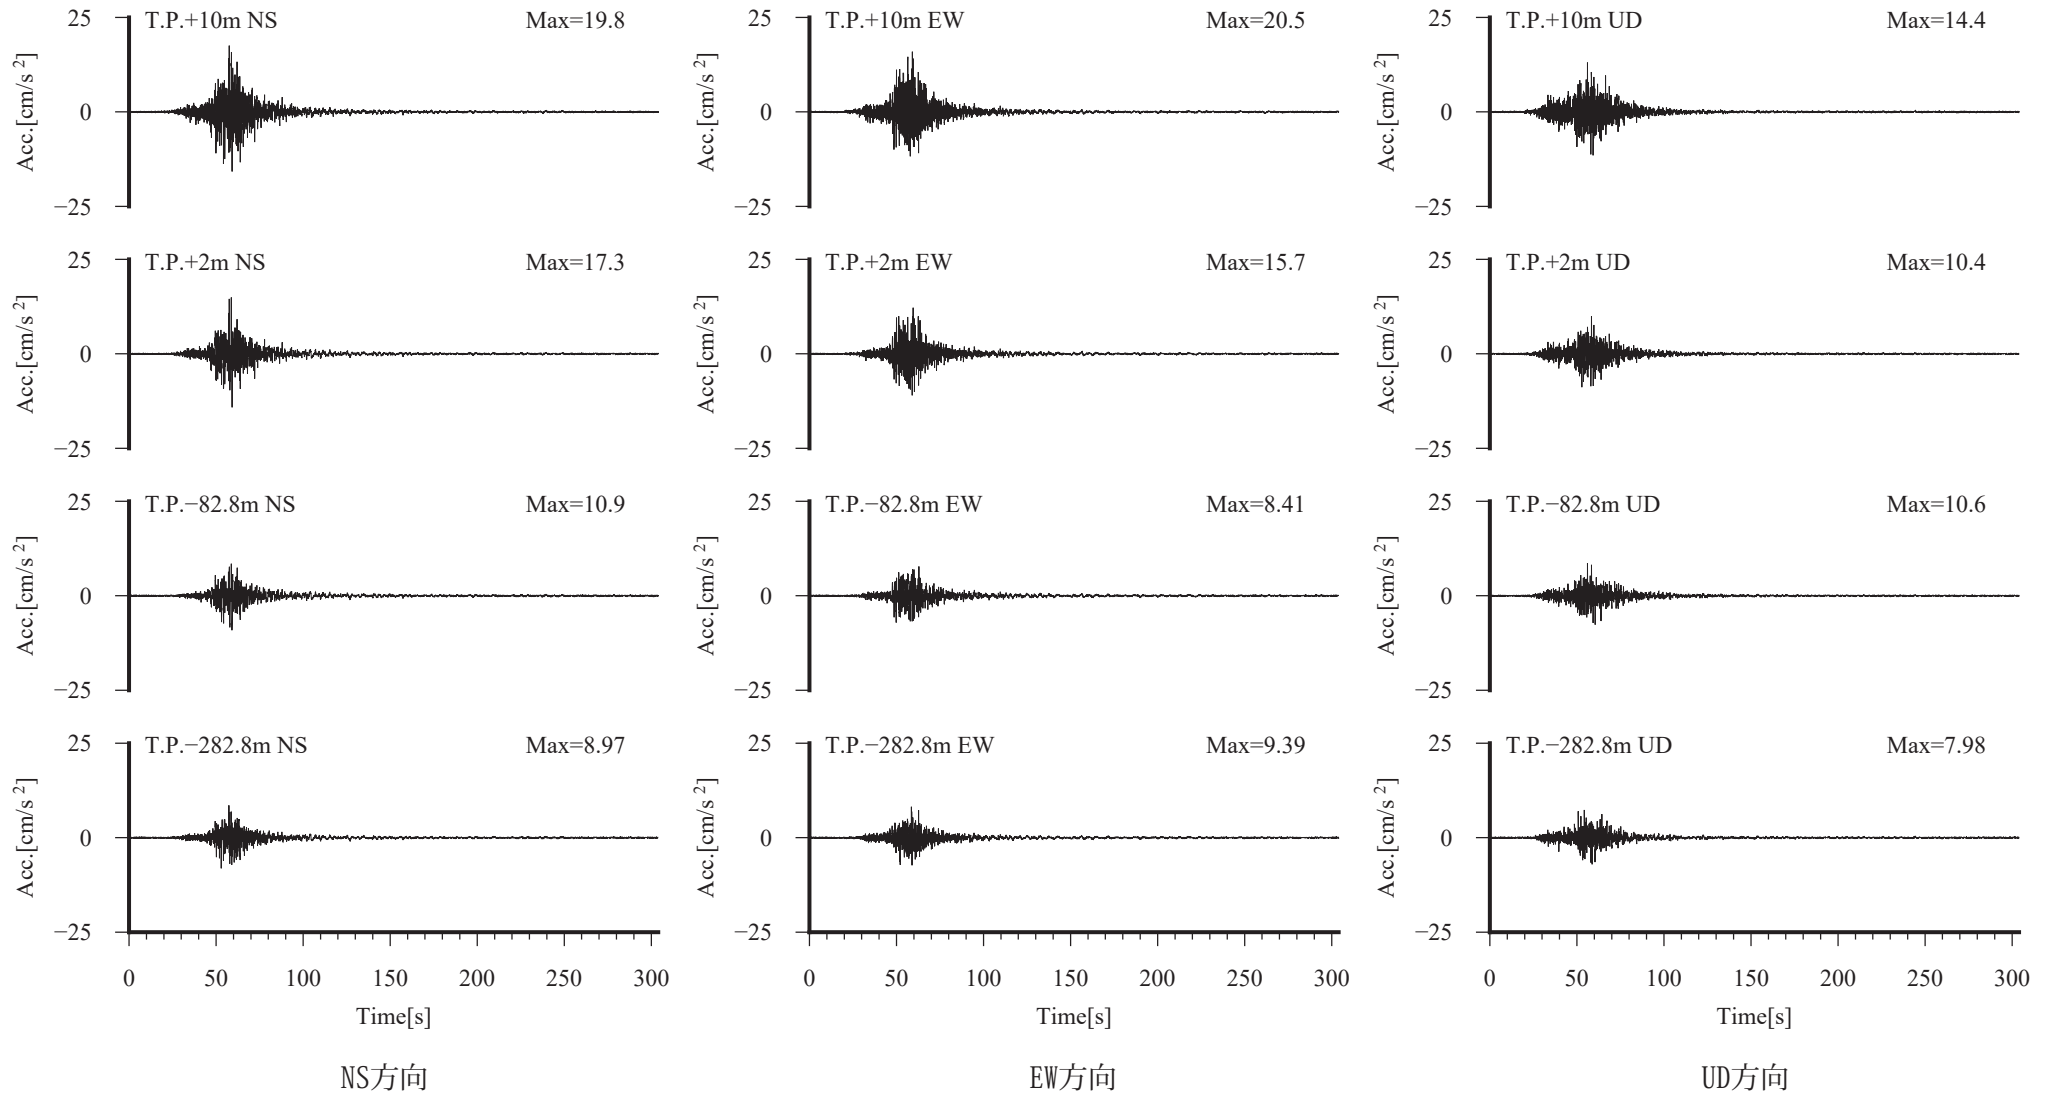 25
T.P.+10m NS
Max=19.8
Acc.[cm/s 2]
0
−25
25
T.P.+10m EW
Max=20.5
Acc.[cm/s 2]
0
−25
25
T.P.+10m UD
Max=14.4
Acc.[cm/s 2]
0
−25
25
T.P.+2m NS
Max=17.3
Acc.[cm/s 2]
0
−25
25
T.P.+2m EW
Max=15.7
Acc.[cm/s 2]
0
−25
25
T.P.+2m UD
Max=10.4
Acc.[cm/s 2]
0
−25
25
T.P.−82.8m NS
Max=10.9
Acc.[cm/s 2]
0
−25
25
T.P.−82.8m EW
Max=8.41
Acc.[cm/s 2]
0
−25
25
T.P.−82.8m UD
Max=10.6
Acc.[cm/s 2]
0
−25
25
T.P.−282.8m NS
Max=8.97
Acc.[cm/s 2]
0
−25
25
T.P.−282.8m EW
Max=9.39
Acc.[cm/s 2]
0
−25
25
T.P.−282.8m UD
Max=7.98
Acc.[cm/s 2]
0
−25
0 50 100 150 200 250 300
Time[s]
NS方向
0 50 100 150 200 250 300
Time[s]
EW方向
0 50 100 150 200 250 300
Time[s]
UD方向